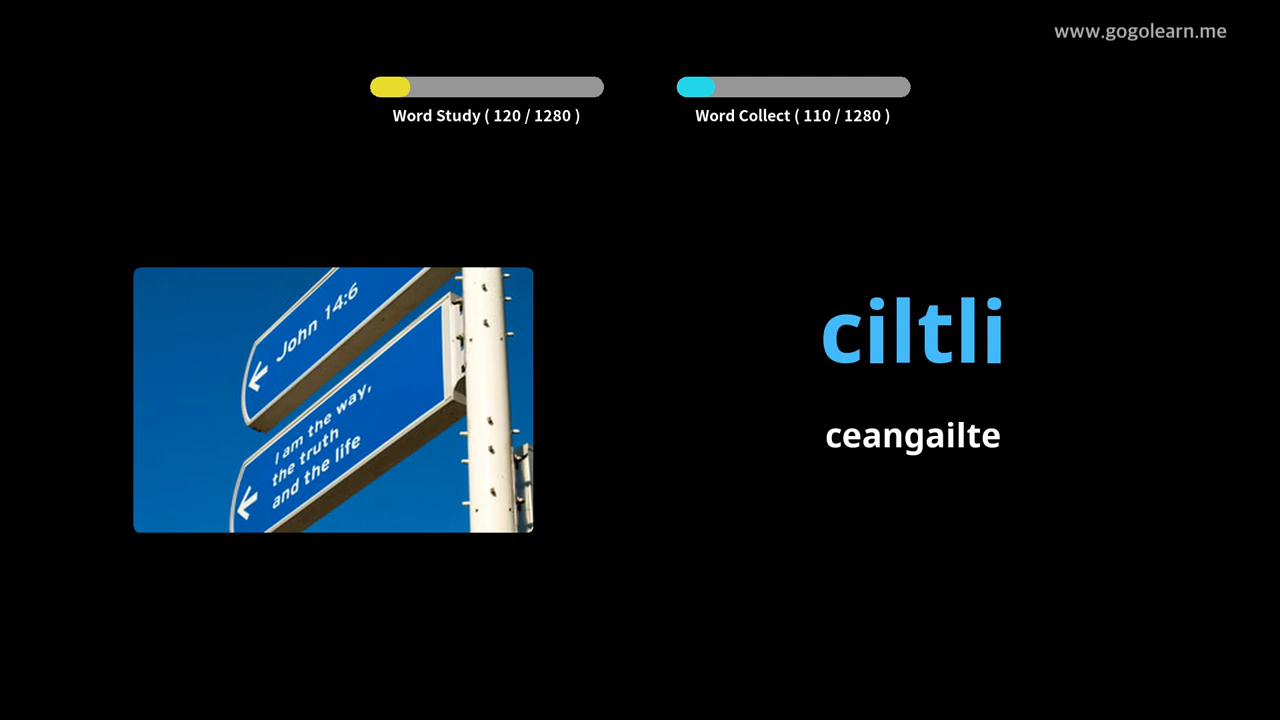 www.gogolearn.me
Word Study ( 120 / 1280 )
Word Collect ( 110 / 1280 )
John 14:6
I am the way,
the truth
and the life
ciltli
ceangailte